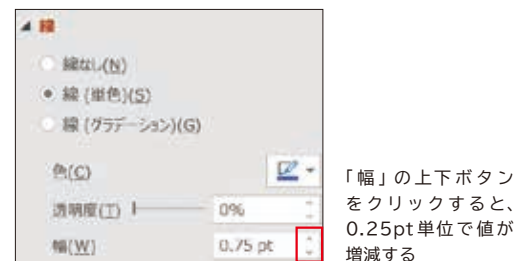 線
線なし(N)
線 (単色)(S)
線 (グラデーション)(G)
色(C)
透明度(T) 0%
幅(W) 0.75 pt
「幅」の上下ボタン
をクリックすると、
0.25pt単位で値が
増減する